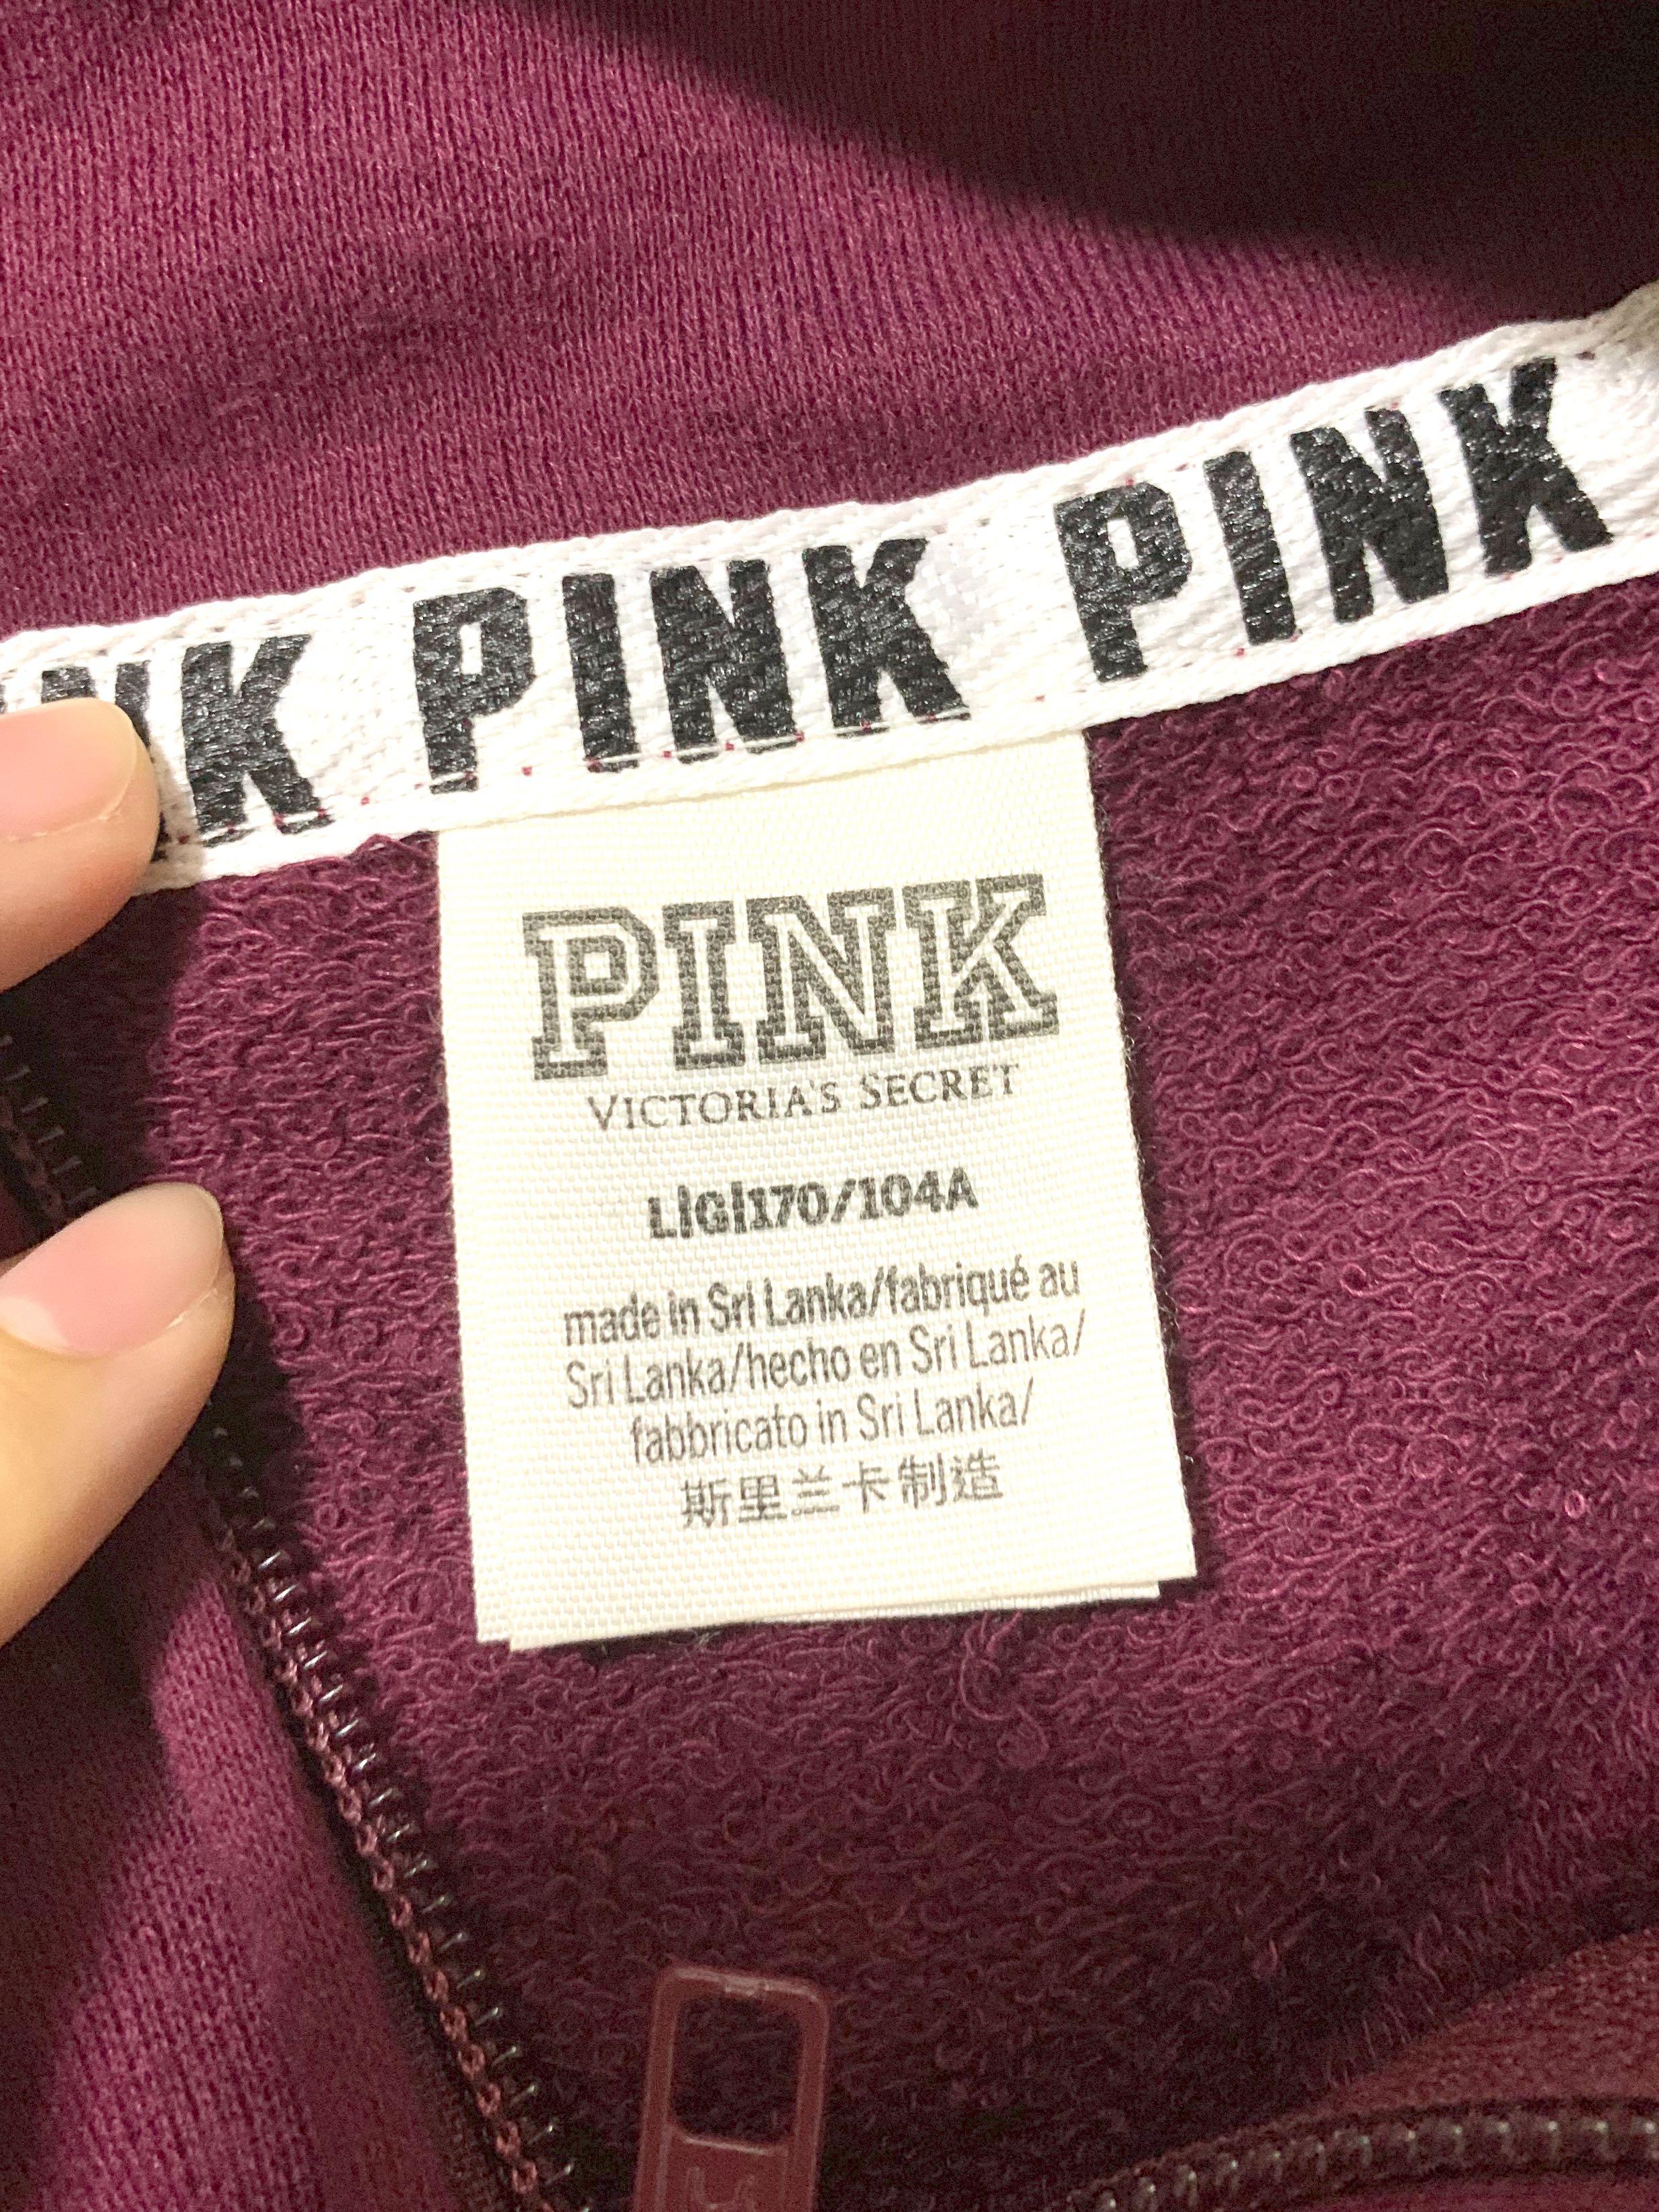 PINK PINK PINK
PINK
VICTORIA'S SECRET
L|G|170/104A
made in Sri Lanka/fabriqué au
Sri Lanka/hecho en Sri Lanka/
fabbricato in Sri Lanka/
斯里兰卡制造